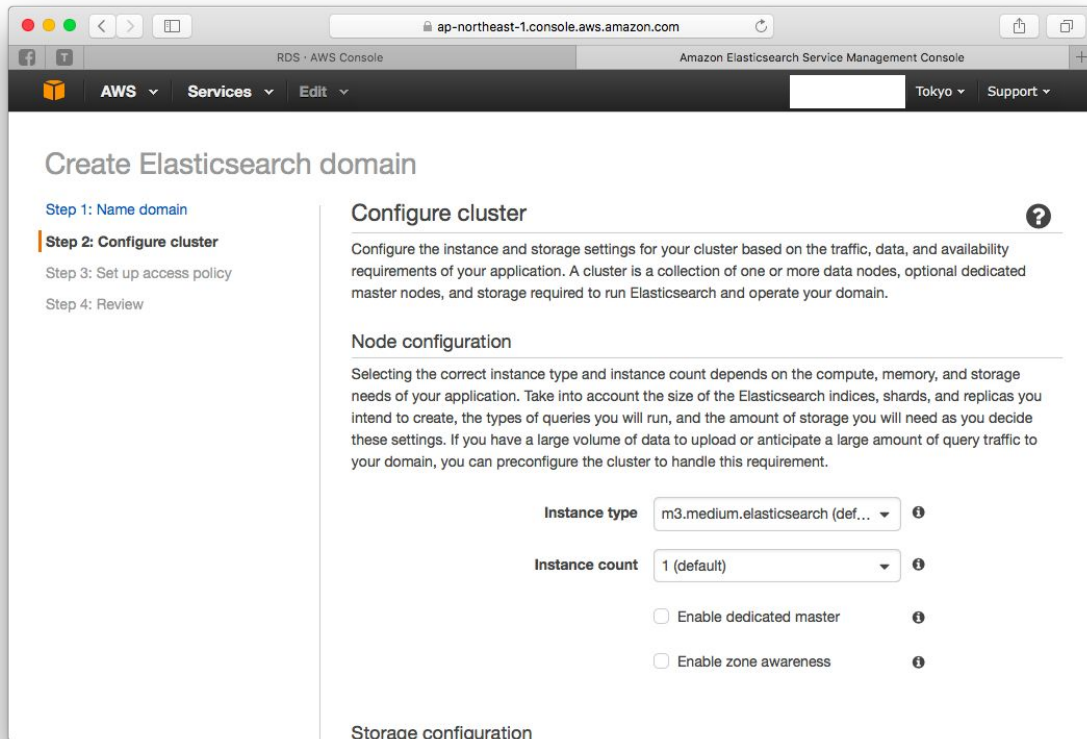 ap-northeast-1.console.aws.amazon.com
f T RDS · AWS Console Amazon Elasticsearch Service Management Console
AWS Services Edit Tokyo Support
Create Elasticsearch domain
Step 1: Name domain
Step 2: Configure cluster
Step 3: Set up access policy
Step 4: Review
Configure cluster
Configure the instance and storage settings for your cluster based on the traffic, data, and availability
requirements of your application. A cluster is a collection of one or more data nodes, optional dedicated
master nodes, and storage required to run Elasticsearch and operate your domain.
Node configuration
Selecting the correct instance type and instance count depends on the compute, memory, and storage
needs of your application. Take into account the size of the Elasticsearch indices, shards, and replicas you
intend to create, the types of queries you will run, and the amount of storage you will need as you decide
these settings. If you have a large volume of data to upload or anticipate a large amount of query traffic to
your domain, you can preconfigure the cluster to handle this requirement.
Instance type m3.medium.elasticsearch (def...
Instance count 1 (default)
Enable dedicated master
Enable zone awareness
Storage configuration